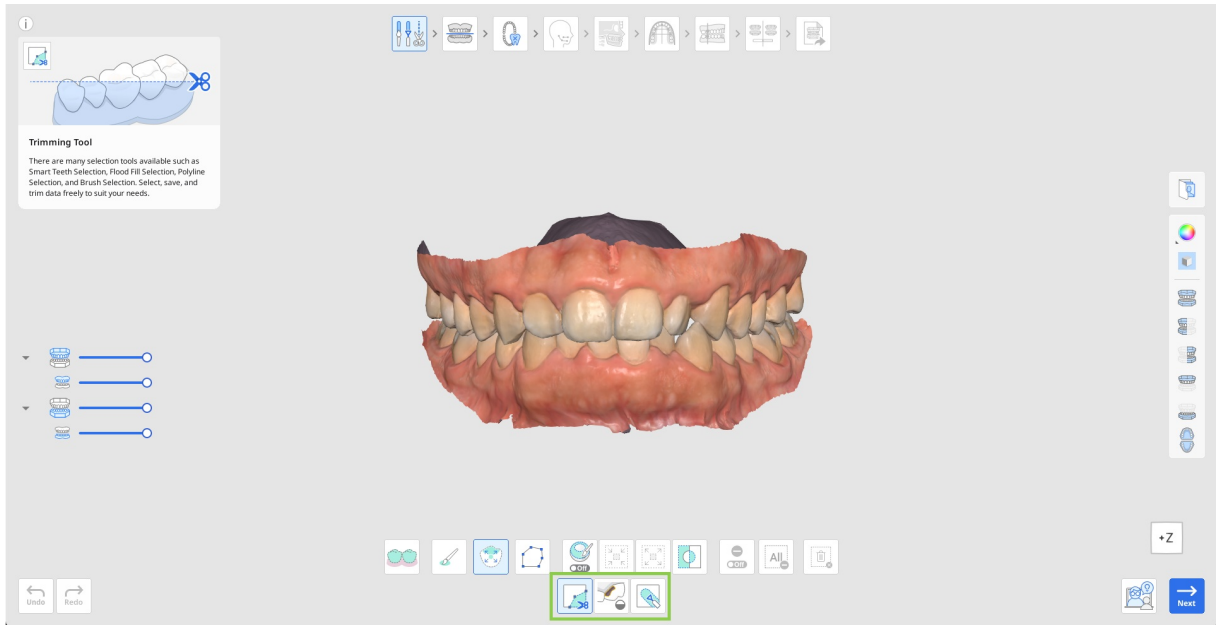 i
Trimming Tool
There are many selection tools available such as
Smart Teeth Selection, Flood Fill Selection, Polyline
Selection, and Brush Selection. Select, save, and
trim data freely to suit your needs.
+Z
Off
Off
All
Undo
Redo
Next